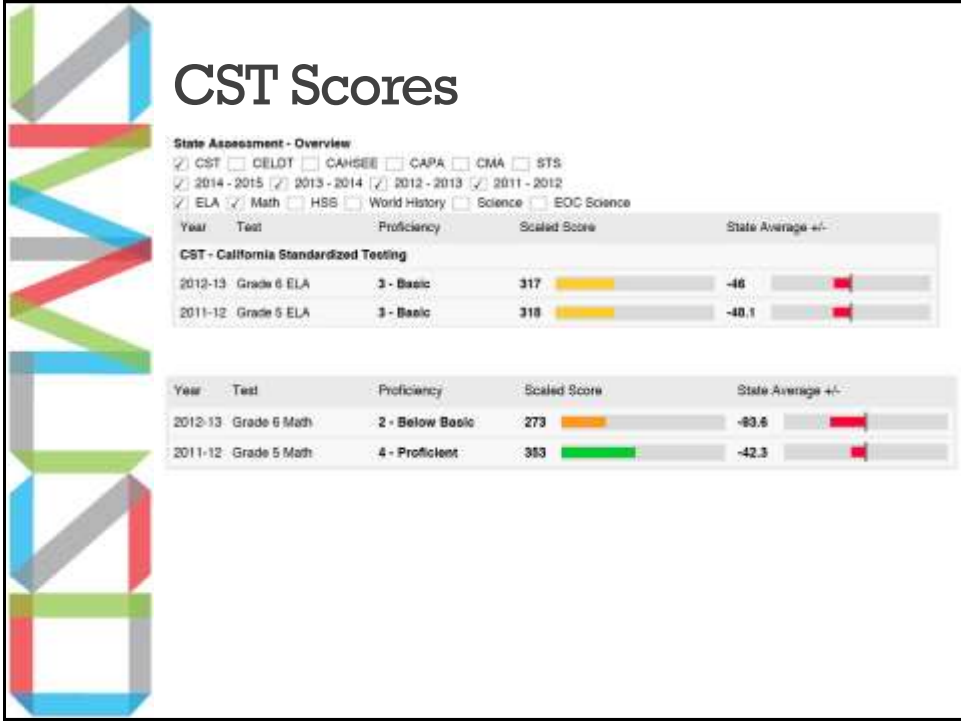 CST Scores
State Assessment - Overview
CST CELDT CAHSEE CAPA CMA STS
2014 - 2015 2013 - 2014 2012 - 2013 2011 - 2012
ELA Math HSS World History Science EOC Science
Year Test Proficiency Scaled Score State Average +/-
CST - California Standardized Testing
2012-13 Grade 6 ELA 3 - Basic 317 -46
2011-12 Grade 5 ELA 3 - Basic 318 -48.1
Year Test Proficiency Scaled Score State Average +/-
2012-13 Grade 6 Math 2 - Below Basic 273 -93.6
2011-12 Grade 5 Math 4 - Proficient 353 -42.3